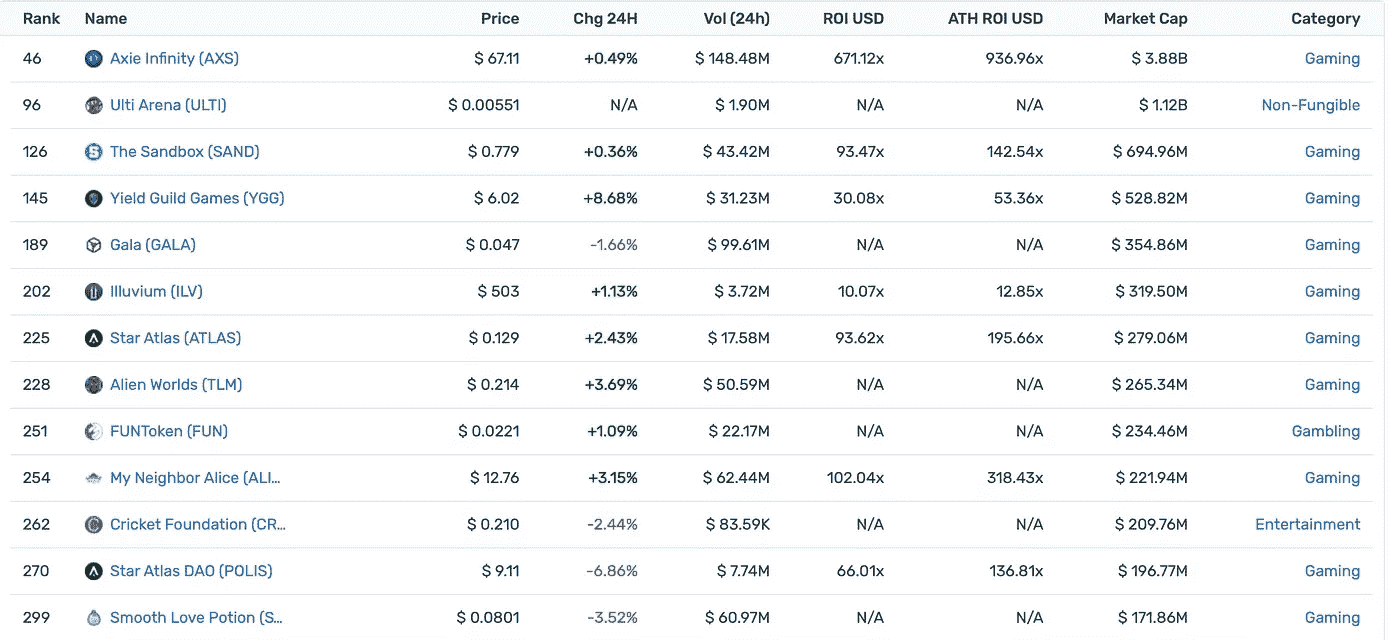 Rank Name Price Chg 24H Vol (24h) ROI USD ATH ROI USD Market Cap Category
46 Axie Infinity (AXS) $ 67.11 +0.49% $ 148.48M 671.12x 936.96x $ 3.88B Gaming
96 Ulti Arena (ULTI) $ 0.00551 N/A $ 1.90M N/A N/A $ 1.12B Non-Fungible
126 The Sandbox (SAND) $ 0.779 +0.36% $ 43.42M 93.47x 142.54x $ 694.96M Gaming
145 Yield Guild Games (YGG) $ 6.02 +8.68% $ 31.23M 30.08x 53.36x $ 528.82M Gaming
189 Gala (GALA) $ 0.047 -1.66% $ 99.61M N/A N/A $ 354.86M Gaming
202 Illuvium (ILV) $ 503 +1.13% $ 3.72M 10.07x 12.85x $ 319.50M Gaming
225 Star Atlas (ATLAS) $ 0.129 +2.43% $ 17.58M 93.62x 195.66x $ 279.06M Gaming
228 Alien Worlds (TLM) $ 0.214 +3.69% $ 50.59M N/A N/A $ 265.34M Gaming
251 FUNToken (FUN) $ 0.0221 +1.09% $ 22.17M N/A N/A $ 234.46M Gambling
254 My Neighbor Alice (ALI... $ 12.76 +3.15% $ 62.44M 102.04x 318.43x $ 221.94M Gaming
262 Cricket Foundation (CR... $ 0.210 -2.44% $ 83.59K N/A N/A $ 209.76M Entertainment
270 Star Atlas DAO (POLIS) $ 9.11 -6.86% $ 7.74M 66.01x 136.81x $ 196.77M Gaming
299 Smooth Love Potion (S... $ 0.0801 -3.52% $ 60.97M N/A N/A $ 171.86M Gaming